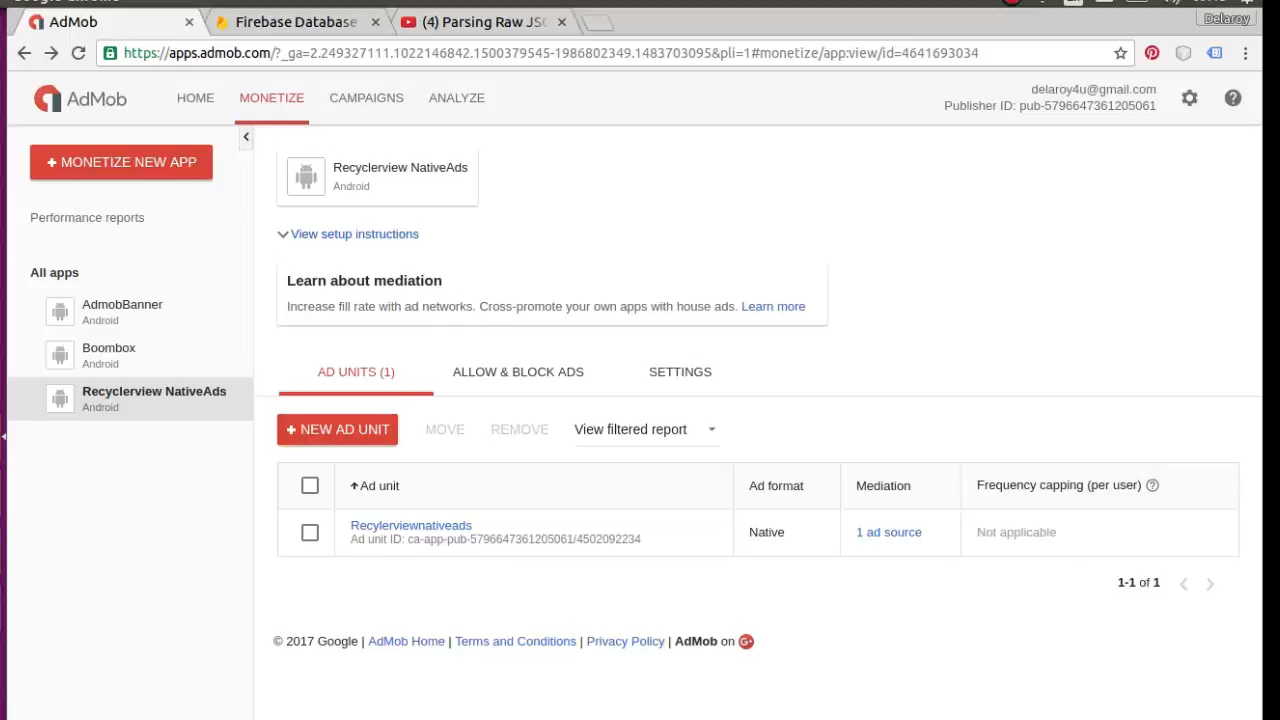 AdMob
Firebase Database
(4) Parsing Raw JS
Delaroy
https://apps.admob.com/?_ga=2.249327111.1022146842.1500379545-1986802349.1483703095&pli=1#monetize/app:view/id=4641693034
AdMob
HOME
MONETIZE
CAMPAIGNS
ANALYZE
delaroy4u@gmail.com
Publisher ID: pub-5796647361205061
+ MONETIZE NEW APP
Performance reports
All apps
AdmobBanner
Android
Boombox
Android
Recyclerview NativeAds
Android
Recyclerview NativeAds
Android
View setup instructions
Learn about mediation
Increase fill rate with ad networks. Cross-promote your own apps with house ads. Learn more
AD UNITS (1)
ALLOW & BLOCK ADS
SETTINGS
+ NEW AD UNIT
MOVE
REMOVE
View filtered report
Ad unit
Ad format
Mediation
Frequency capping (per user)
Recylerviewnativeads
Ad unit ID: ca-app-pub-5796647361205061/4502092234
Native
1 ad source
Not applicable
1-1 of 1
© 2017 Google | AdMob Home | Terms and Conditions | Privacy Policy | AdMob on G+